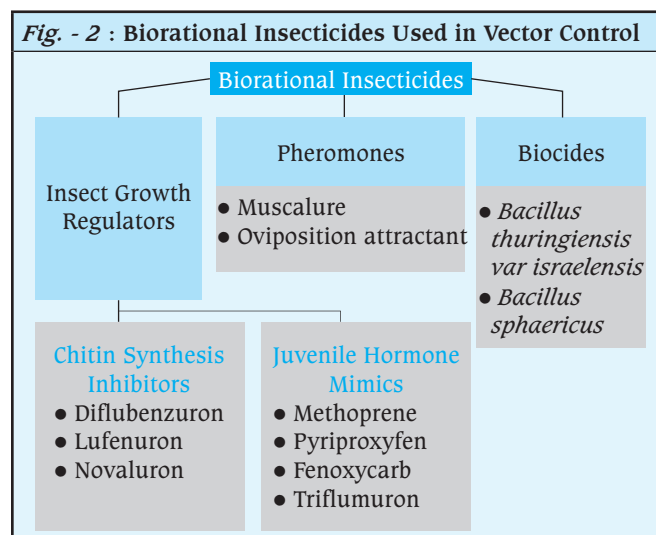 Fig. - 2 : Biorational Insecticides Used in Vector Control
Biorational Insecticides
Insect Growth
Regulators
Pheromones
● Muscalure
● Oviposition attractant
Biocides
● Bacillus
thuringiensis
var israelensis
● Bacillus
sphaericus
Chitin Synthesis
Inhibitors
● Diflubenzuron
● Lufenuron
● Novaluron
Juvenile Hormone
Mimics
● Methoprene
● Pyriproxyfen
● Fenoxycarb
● Triflumuron